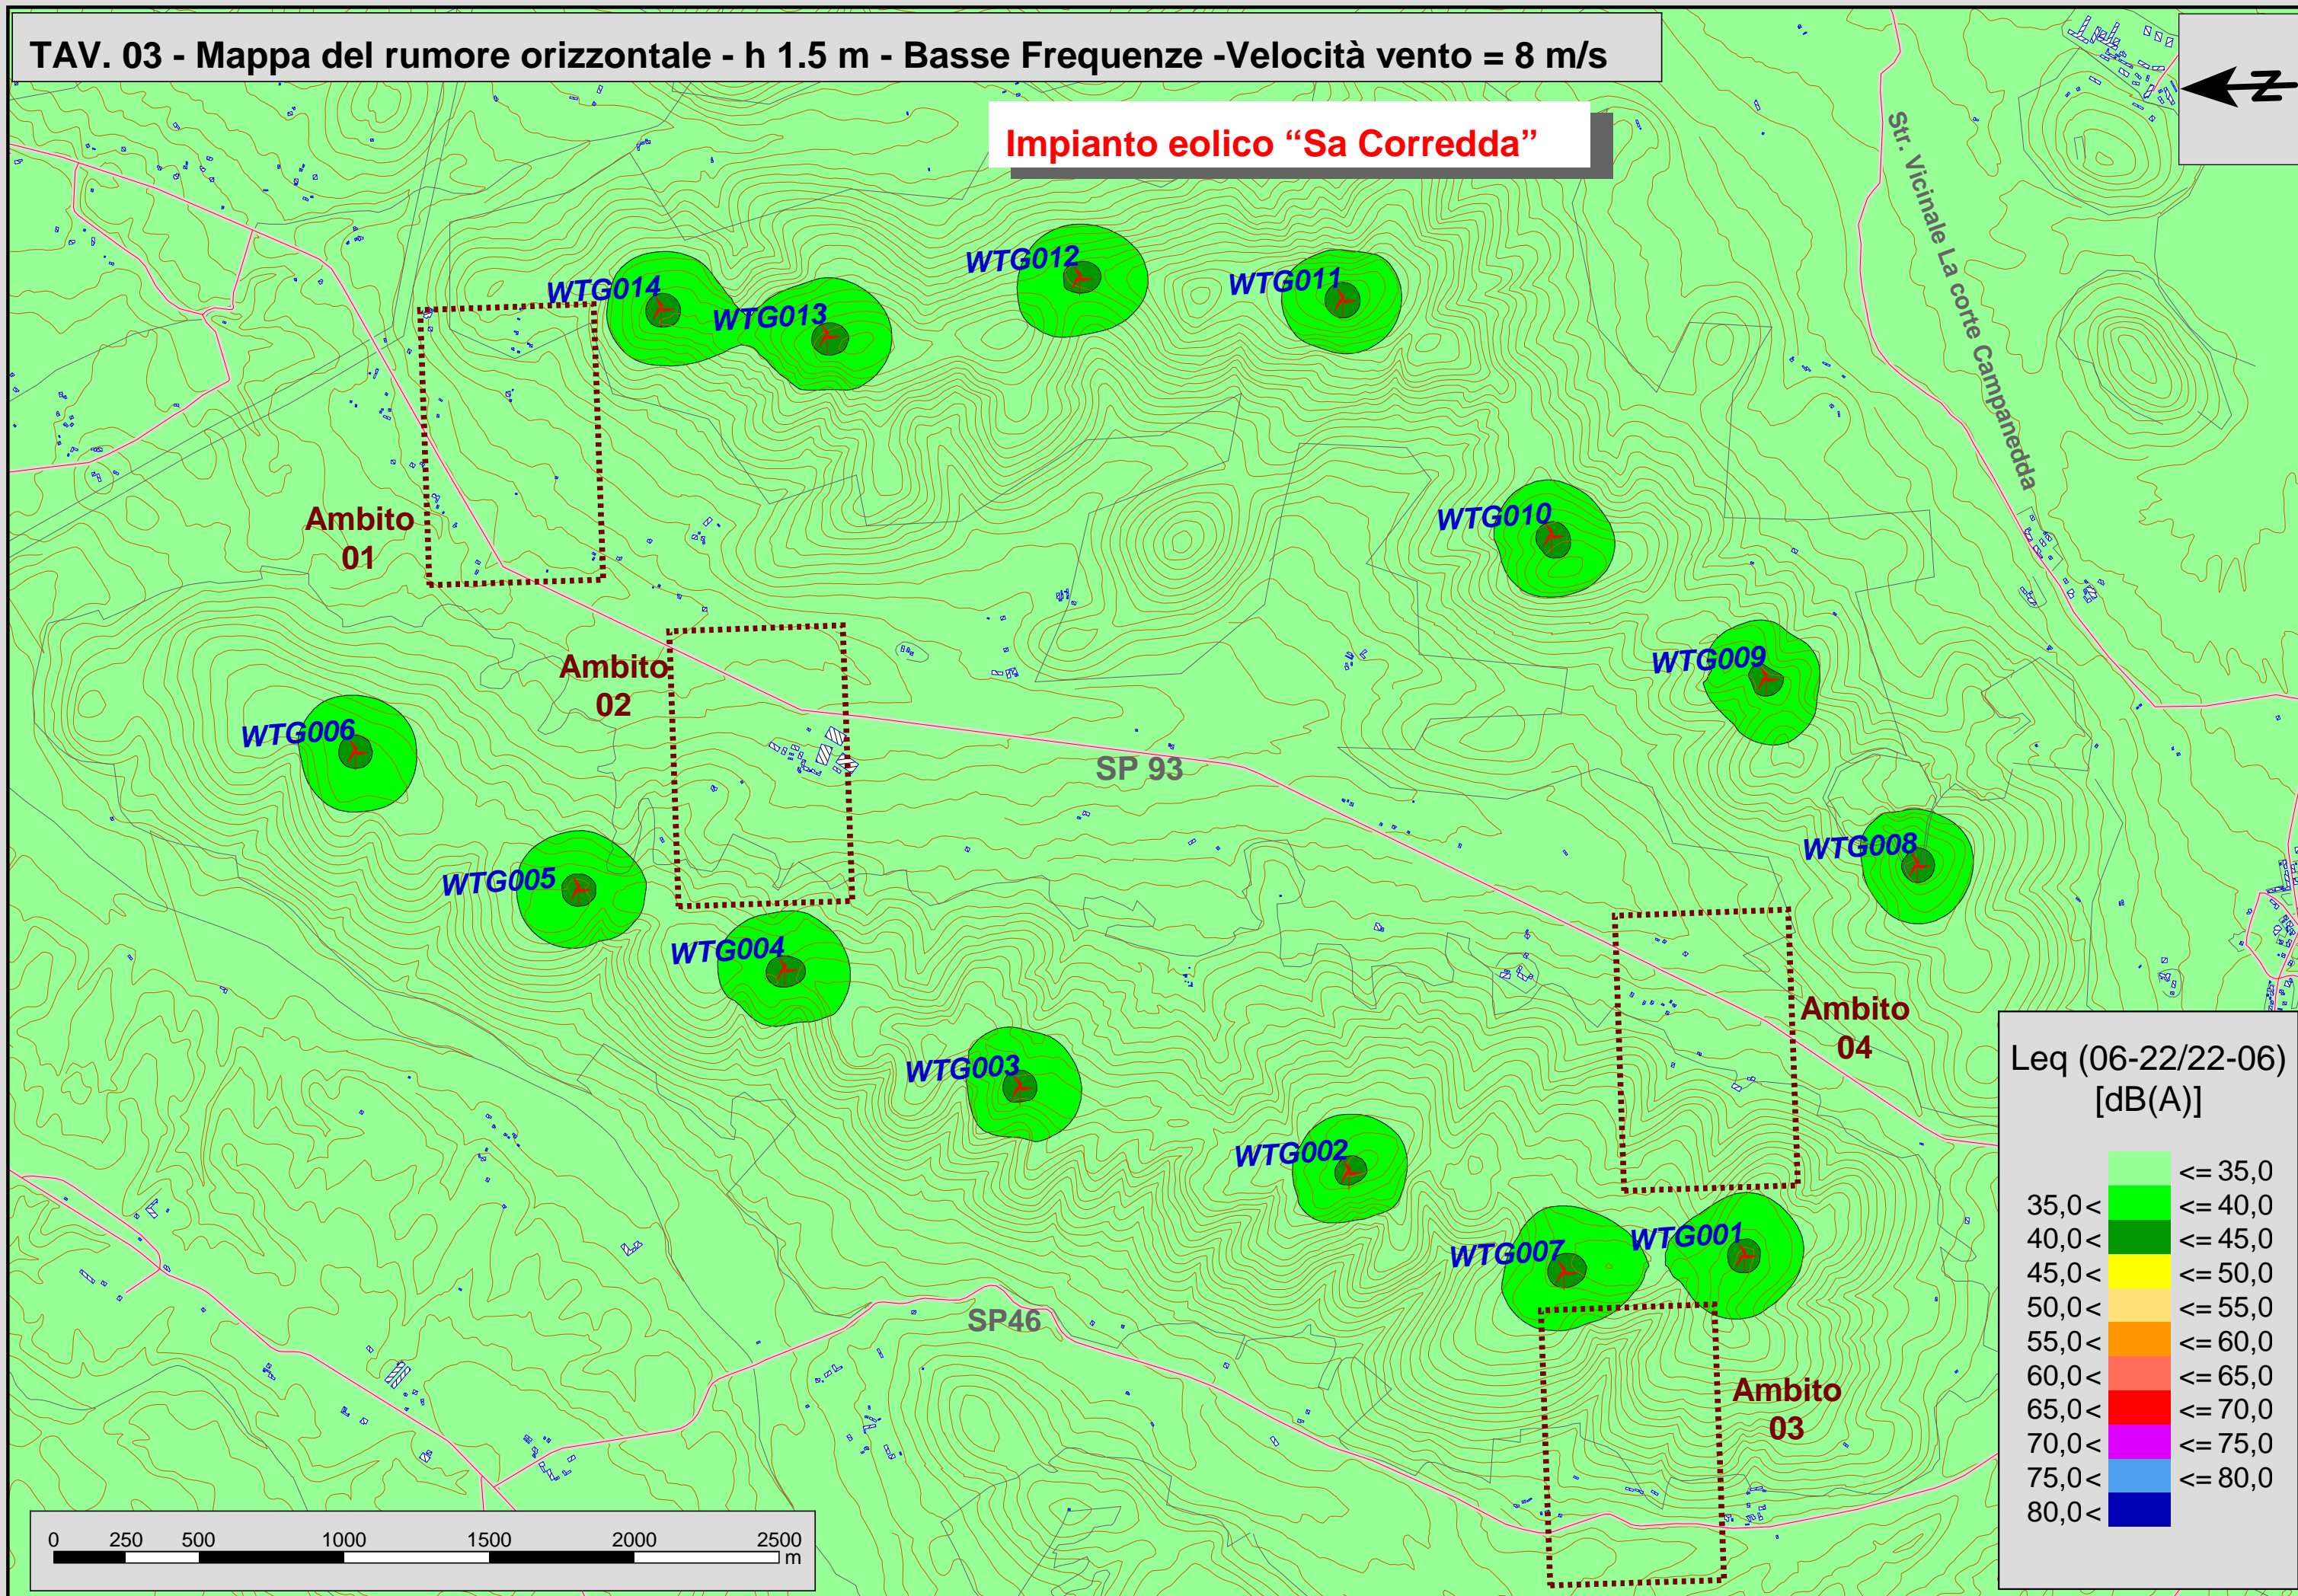 TAV. 03 - Mappa del rumore orizzontale - h 1.5 m - Basse Frequenze -Velocità vento = 8 m/s
Z
Impianto eolico “Sa Corredda”
Str. Vicinale La corte Campanedda
WTG012
WTG011
WTG014
WTG013
Ambito
01
WTG010
Ambito
02
WTG009
WTG006
SP 93
WTG008
WTG005
WTG004
Ambito
04
WTG003
WTG002
WTG007
WTG001
SP46
Ambito
03
Leq (06-22/22-06)
[dB(A)]
<= 35,0
35,0< <= 40,0
40,0< <= 45,0
45,0< <= 50,0
50,0< <= 55,0
55,0< <= 60,0
60,0< <= 65,0
65,0< <= 70,0
70,0< <= 75,0
75,0< <= 80,0
80,0<
0 250 500 1000 1500 2000 2500
m